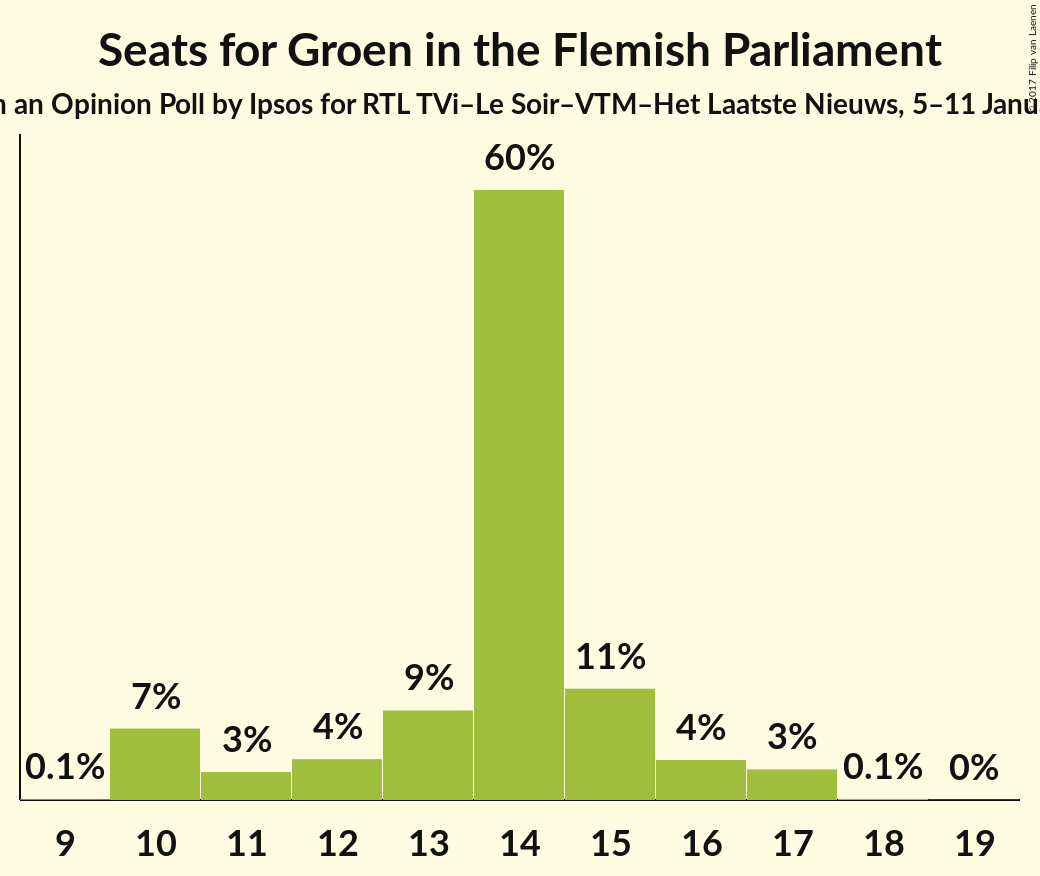 Seats for Groen in the Flemish Parliament
an Opinion Poll by Ipsos for RTL TVi–Le Soir–VTM–Het Laatste Nieuws, 5–11
2017 Filip van Laenen
60%
11%
9%
7%
4%
4%
3%
3%
0.1%
0.1%
0%
9 10 11 12 13 14 15 16 17 18 19